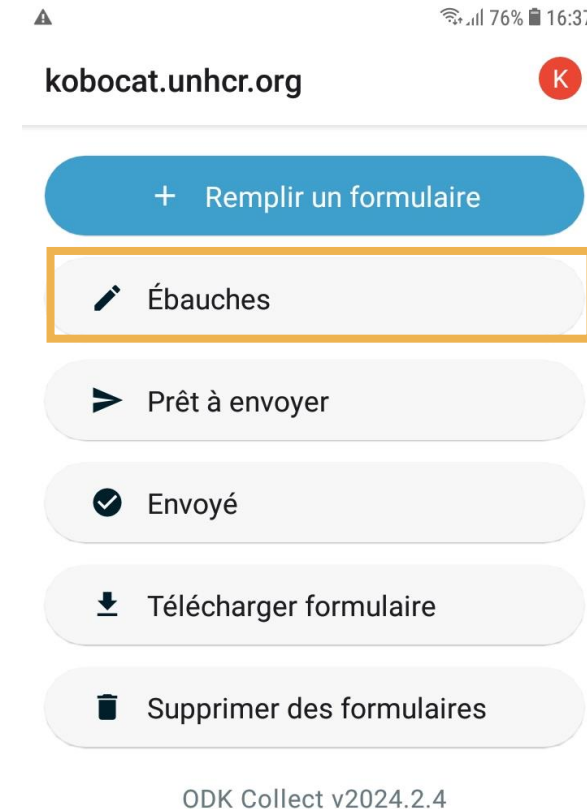 76% 16:37
kobocat.unhcr.org
K
+ Remplir un formulaire
Ébauches
Prêt à envoyer
Envoyé
Télécharger formulaire
Supprimer des formulaires
ODK Collect v2024.2.4